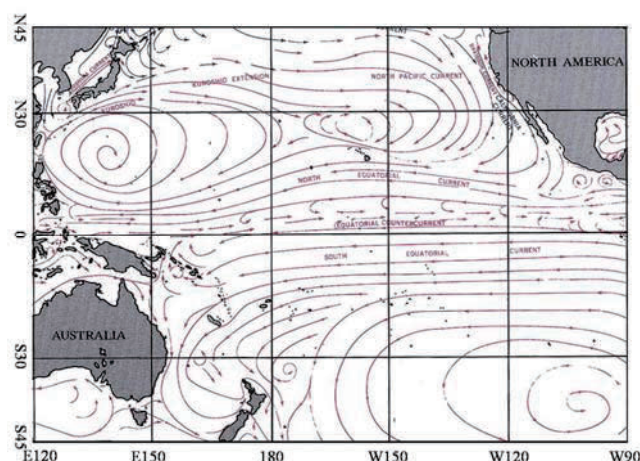 N45
NORTH AMERICA
KUROSHIO EXTENSION
NORTH PACIFIC CURRENT
KUROSHIO
CALIFORNIA
N30
NORTH EQUATORIAL CURRENT
EQUATORIAL COUNTERCURRENT
0
SOUTH EQUATORIAL CURRENT
AUSTRALIA
S30
S45
E120 E150 180 W150 W120 W90